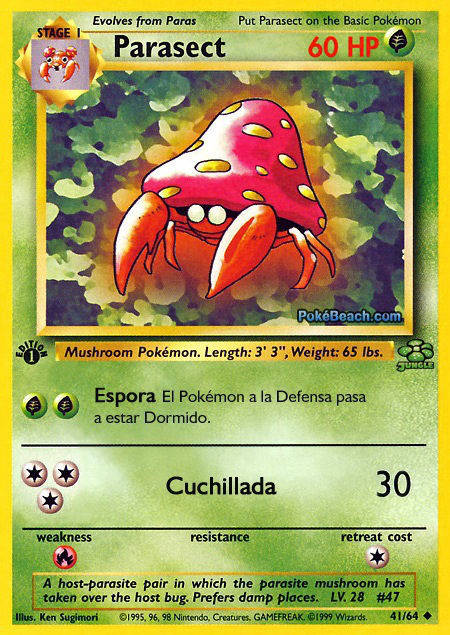 Evolves from Paras
Put Parasect on the Basic Pokémon
STAGE 1
Parasect
60 HP
PokéBeach.com
EDITION
1
Mushroom Pokémon. Length: 3' 3", Weight: 65 lbs.
JUNGLE
Espora El Pokémon a la Defensa pasa
a estar Dormido.
Cuchillada
30
weakness
resistance
retreat cost
A host-parasite pair in which the parasite mushroom has
taken over the host bug. Prefers damp places. LV. 28 #47
Illus. Ken Sugimori
©1995, 96, 98 Nintendo, Creatures, GAMEFREAK. ©1999 Wizards.
41/64